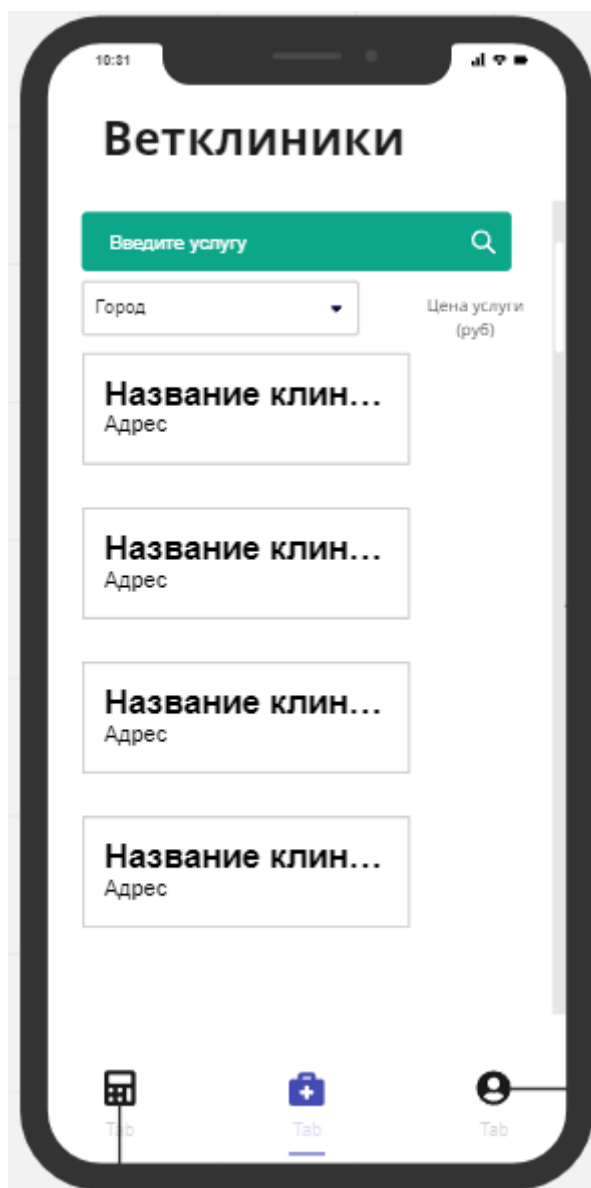 10:31
Ветклиники
Введите услугу
Город
Цена услуги
(руб)
Название клин...
Адрес
Название клин...
Адрес
Название клин...
Адрес
Название клин...
Адрес
Tab
Tab
Tab